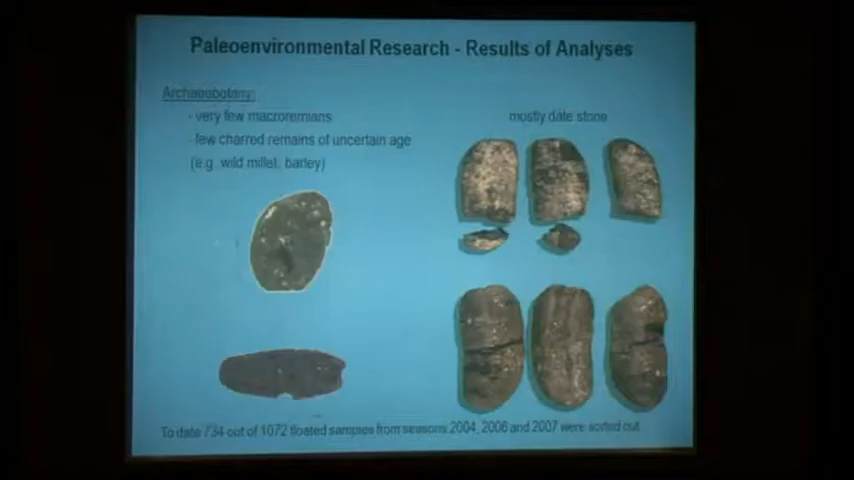 Paleoenvironmental Research - Results of Analyses
Archaeobotany:
- very few macroremians
mostly date stone
- few charred remains of uncertain age
(e.g. wild millet, barley)
To date 734 out of 1072 floated samples from seasons 2004, 2006 and 2007 were sorted out